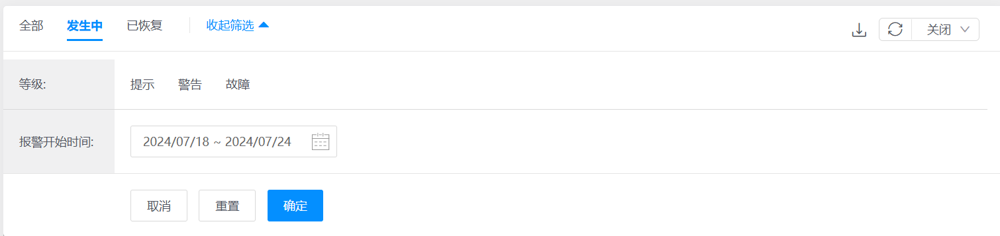 全部 发生中 已恢复 收起筛选 关闭
等级: 提示 警告 故障
报警开始时间: 2024/07/18 ~ 2024/07/24
取消 重置 确定